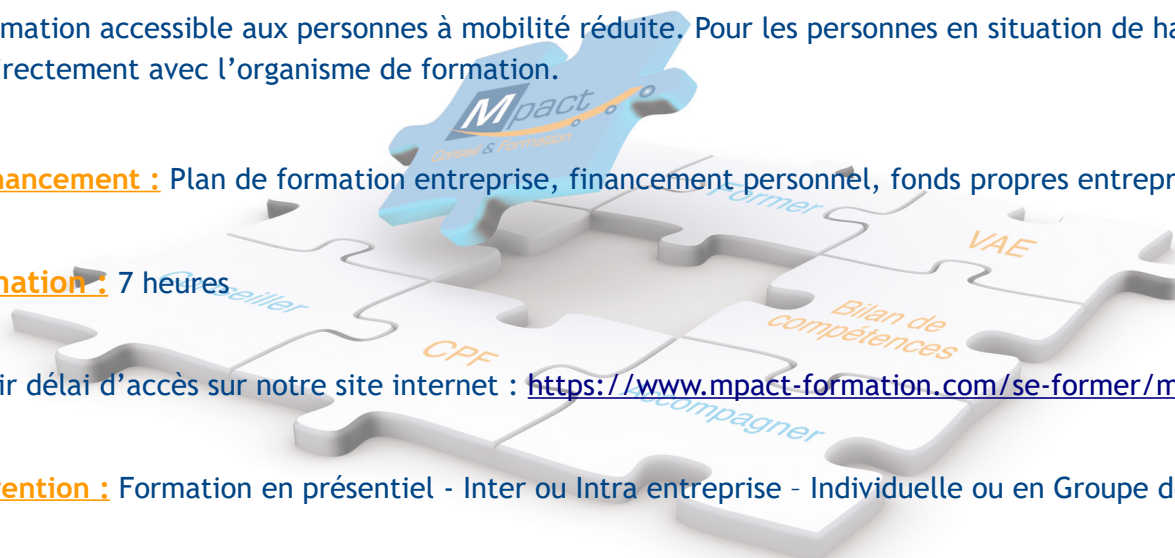 mation accessible aux personnes à mobilité réduite. Pour les personnes en situation de ha
irectement avec l’organisme de formation.
Mpact
Conseil & Formation
nancement : Plan de formation entreprise, financement personnel, fonds propres entrepr
Former
VAE
mation : 7 heures
Conseiller
Bilan de
compétences
CPF
ir délai d’accès sur notre site internet : https://www.mpact-formation.com/se-former/m
Accompagner
ention : Formation en présentiel - Inter ou Intra entreprise – Individuelle ou en Groupe d